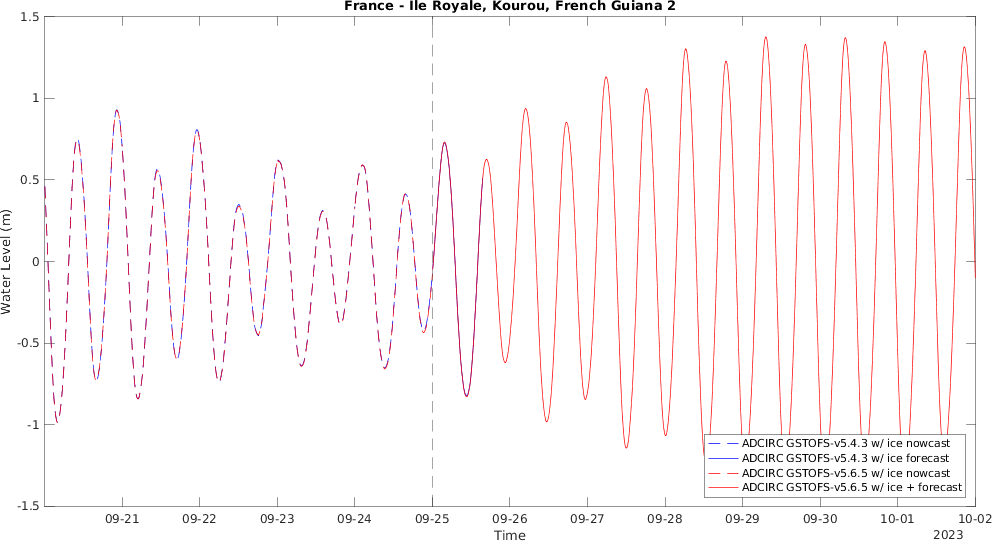 France - Ile Royale, Kourou, French Guiana 2
1.5
1
0.5
0
-0.5
-1
-1.5
Water Level (m)
09-21
09-22
09-23
09-24
09-25
09-26
09-27
09-28
09-29
09-30
10-01
10-02
Time
2023
ADCIRC GSTOFS-v5.4.3 w/ ice nowcast
ADCIRC GSTOFS-v5.4.3 w/ ice forecast
ADCIRC GSTOFS-v5.6.5 w/ ice nowcast
ADCIRC GSTOFS-v5.6.5 w/ ice + forecast